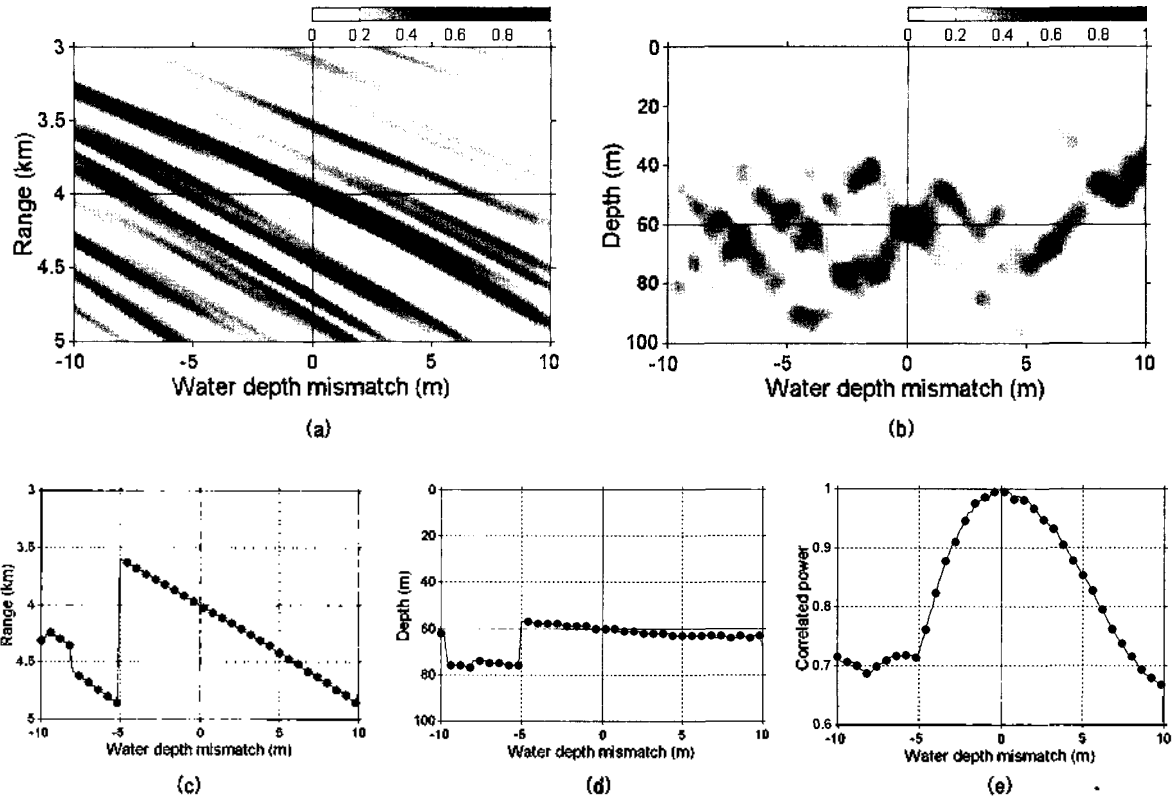 0 0.2 0.4 0.6 0.8 1
3
3.5
4
4.5
5
Range (km)
-10 -5 0 5 10
Water depth mismatch (m)
(a)
0 0.2 0.4 0.6 0.8 1
0
20
40
60
80
100
Depth (m)
-10 -5 0 5 10
Water depth mismatch (m)
(b)
3
3.5
4
4.5
5
Range (km)
-10 -5 0 5 10
Water depth mismatch (m)
(c)
0
20
40
60
80
100
Depth (m)
-10 -5 0 5 10
Water depth mismatch (m)
(d)
1
0.9
0.8
0.7
0.6
Correlated power
-10 -5 0 5 10
Water depth mismatch (m)
(e)